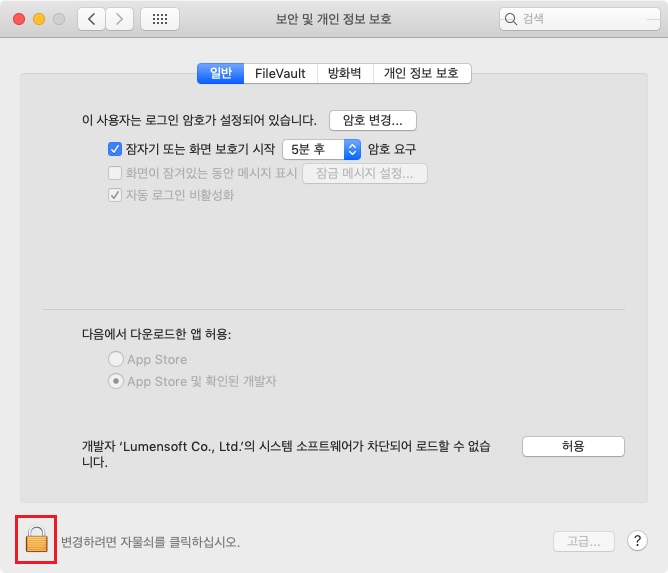 보안 및 개인 정보 보호
검색
일반 FileVault 방화벽 개인 정보 보호
이 사용자는 로그인 암호가 설정되어 있습니다. 암호 변경...
잠자기 또는 화면 보호기 시작 5분 후 암호 요구
화면이 잠겨있는 동안 메시지 표시 잠금 메시지 설정...
자동 로그인 비활성화
다음에서 다운로드한 앱 허용:
App Store
App Store 및 확인된 개발자
개발자 ‘Lumensoft Co., Ltd.’의 시스템 소프트웨어가 차단되어 로드할 수 없습 허용
니다.
변경하려면 자물쇠를 클릭하십시오. 고급... ?